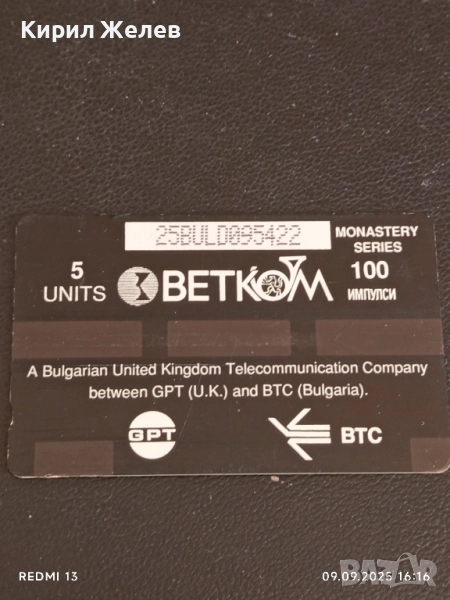 Кирил Желев
25BULD095422
MONASTERY
SERIES
5
UNITS
BETKOM
100
ИМПУЛСИ
A Bulgarian United Kingdom Telecommunication Company
between GPT (U.K.) and BTC (Bulgaria).
GPT
BTC
BAZAR
REDMI 13
09.09.2025 16:16